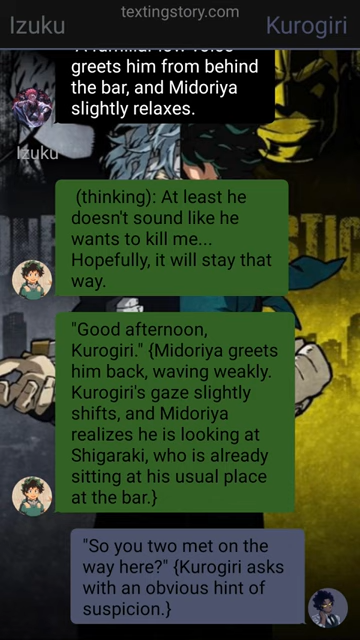 textingstory.com
Izuku
Kurogiri
greets him from behind
the bar, and Midoriya
slightly relaxes.
Izuku
(thinking): At least he
doesn't sound like he
wants to kill me...
Hopefully, it will stay that
way.
"Good afternoon,
Kurogiri." {Midoriya greets
him back, waving weakly.
Kurogiri's gaze slightly
shifts, and Midoriya
realizes he is looking at
Shigaraki, who is already
sitting at his usual place
at the bar.}
"So you two met on the
way here?" {Kurogiri asks
with an obvious hint of
suspicion.}